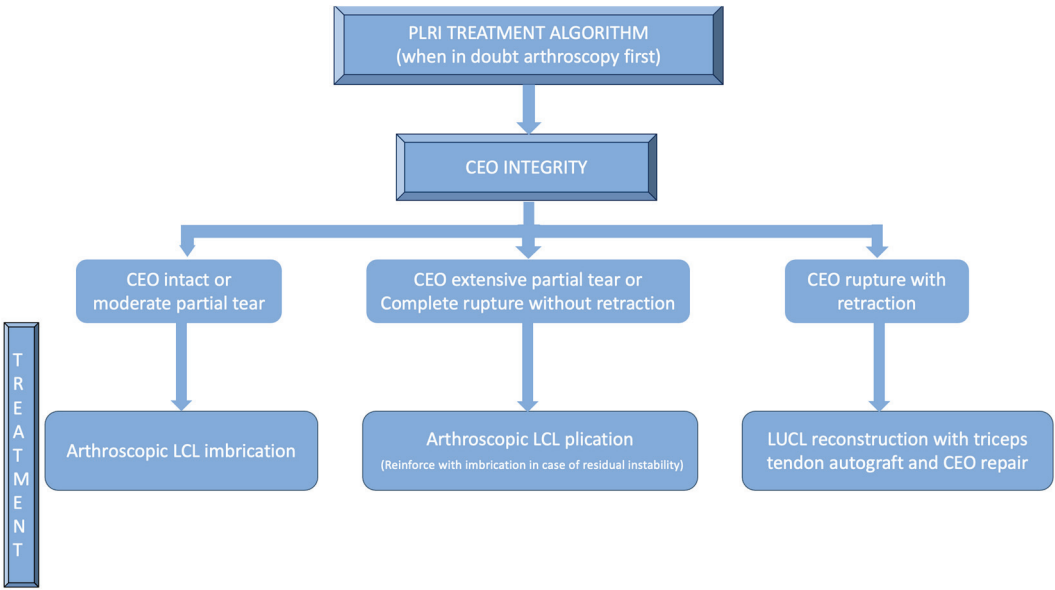 PLRI TREATMENT ALGORITHM
(when in doubt arthroscopy first)
CEO INTEGRITY
CEO intact or
moderate partial tear
CEO extensive partial tear or
Complete rupture without retraction
CEO rupture with
retraction
TREATMENT
Arthroscopic LCL imbrication
Arthroscopic LCL plication
(Reinforce with imbrication in case of residual instability)
LUCL reconstruction with triceps
tendon autograft and CEO repair